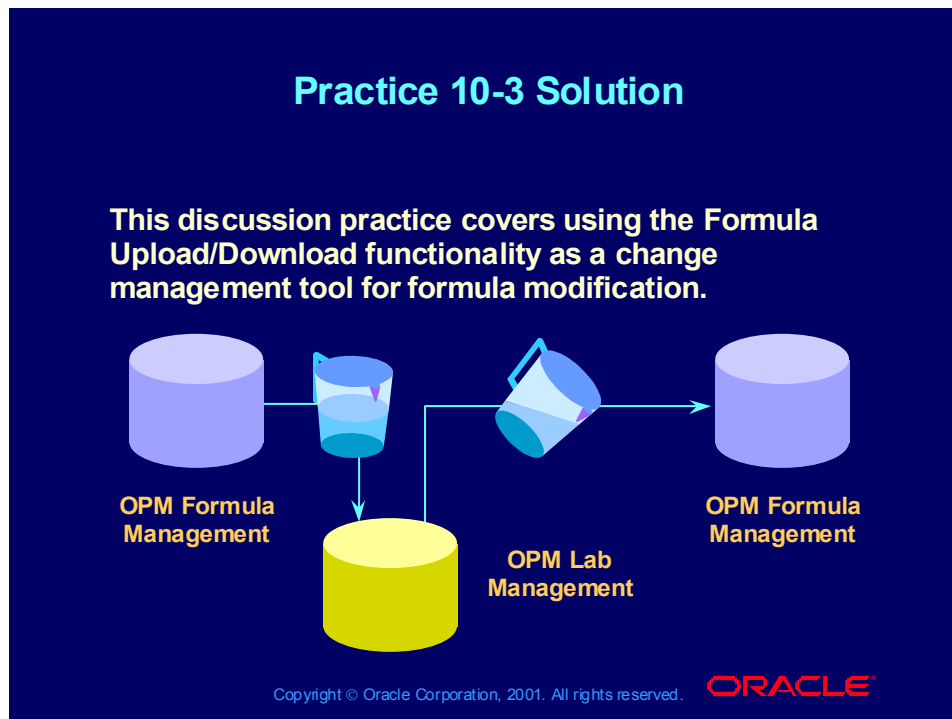 Practice 10-3 Solution
This discussion practice covers using the Formula
Upload/Download functionality as a change
management tool for formula modification.
OPM Formula
Management
OPM Formula
Management
OPM Lab
Management
Copyright © Oracle Corporation, 2001. All rights reserved.
ORACLE®